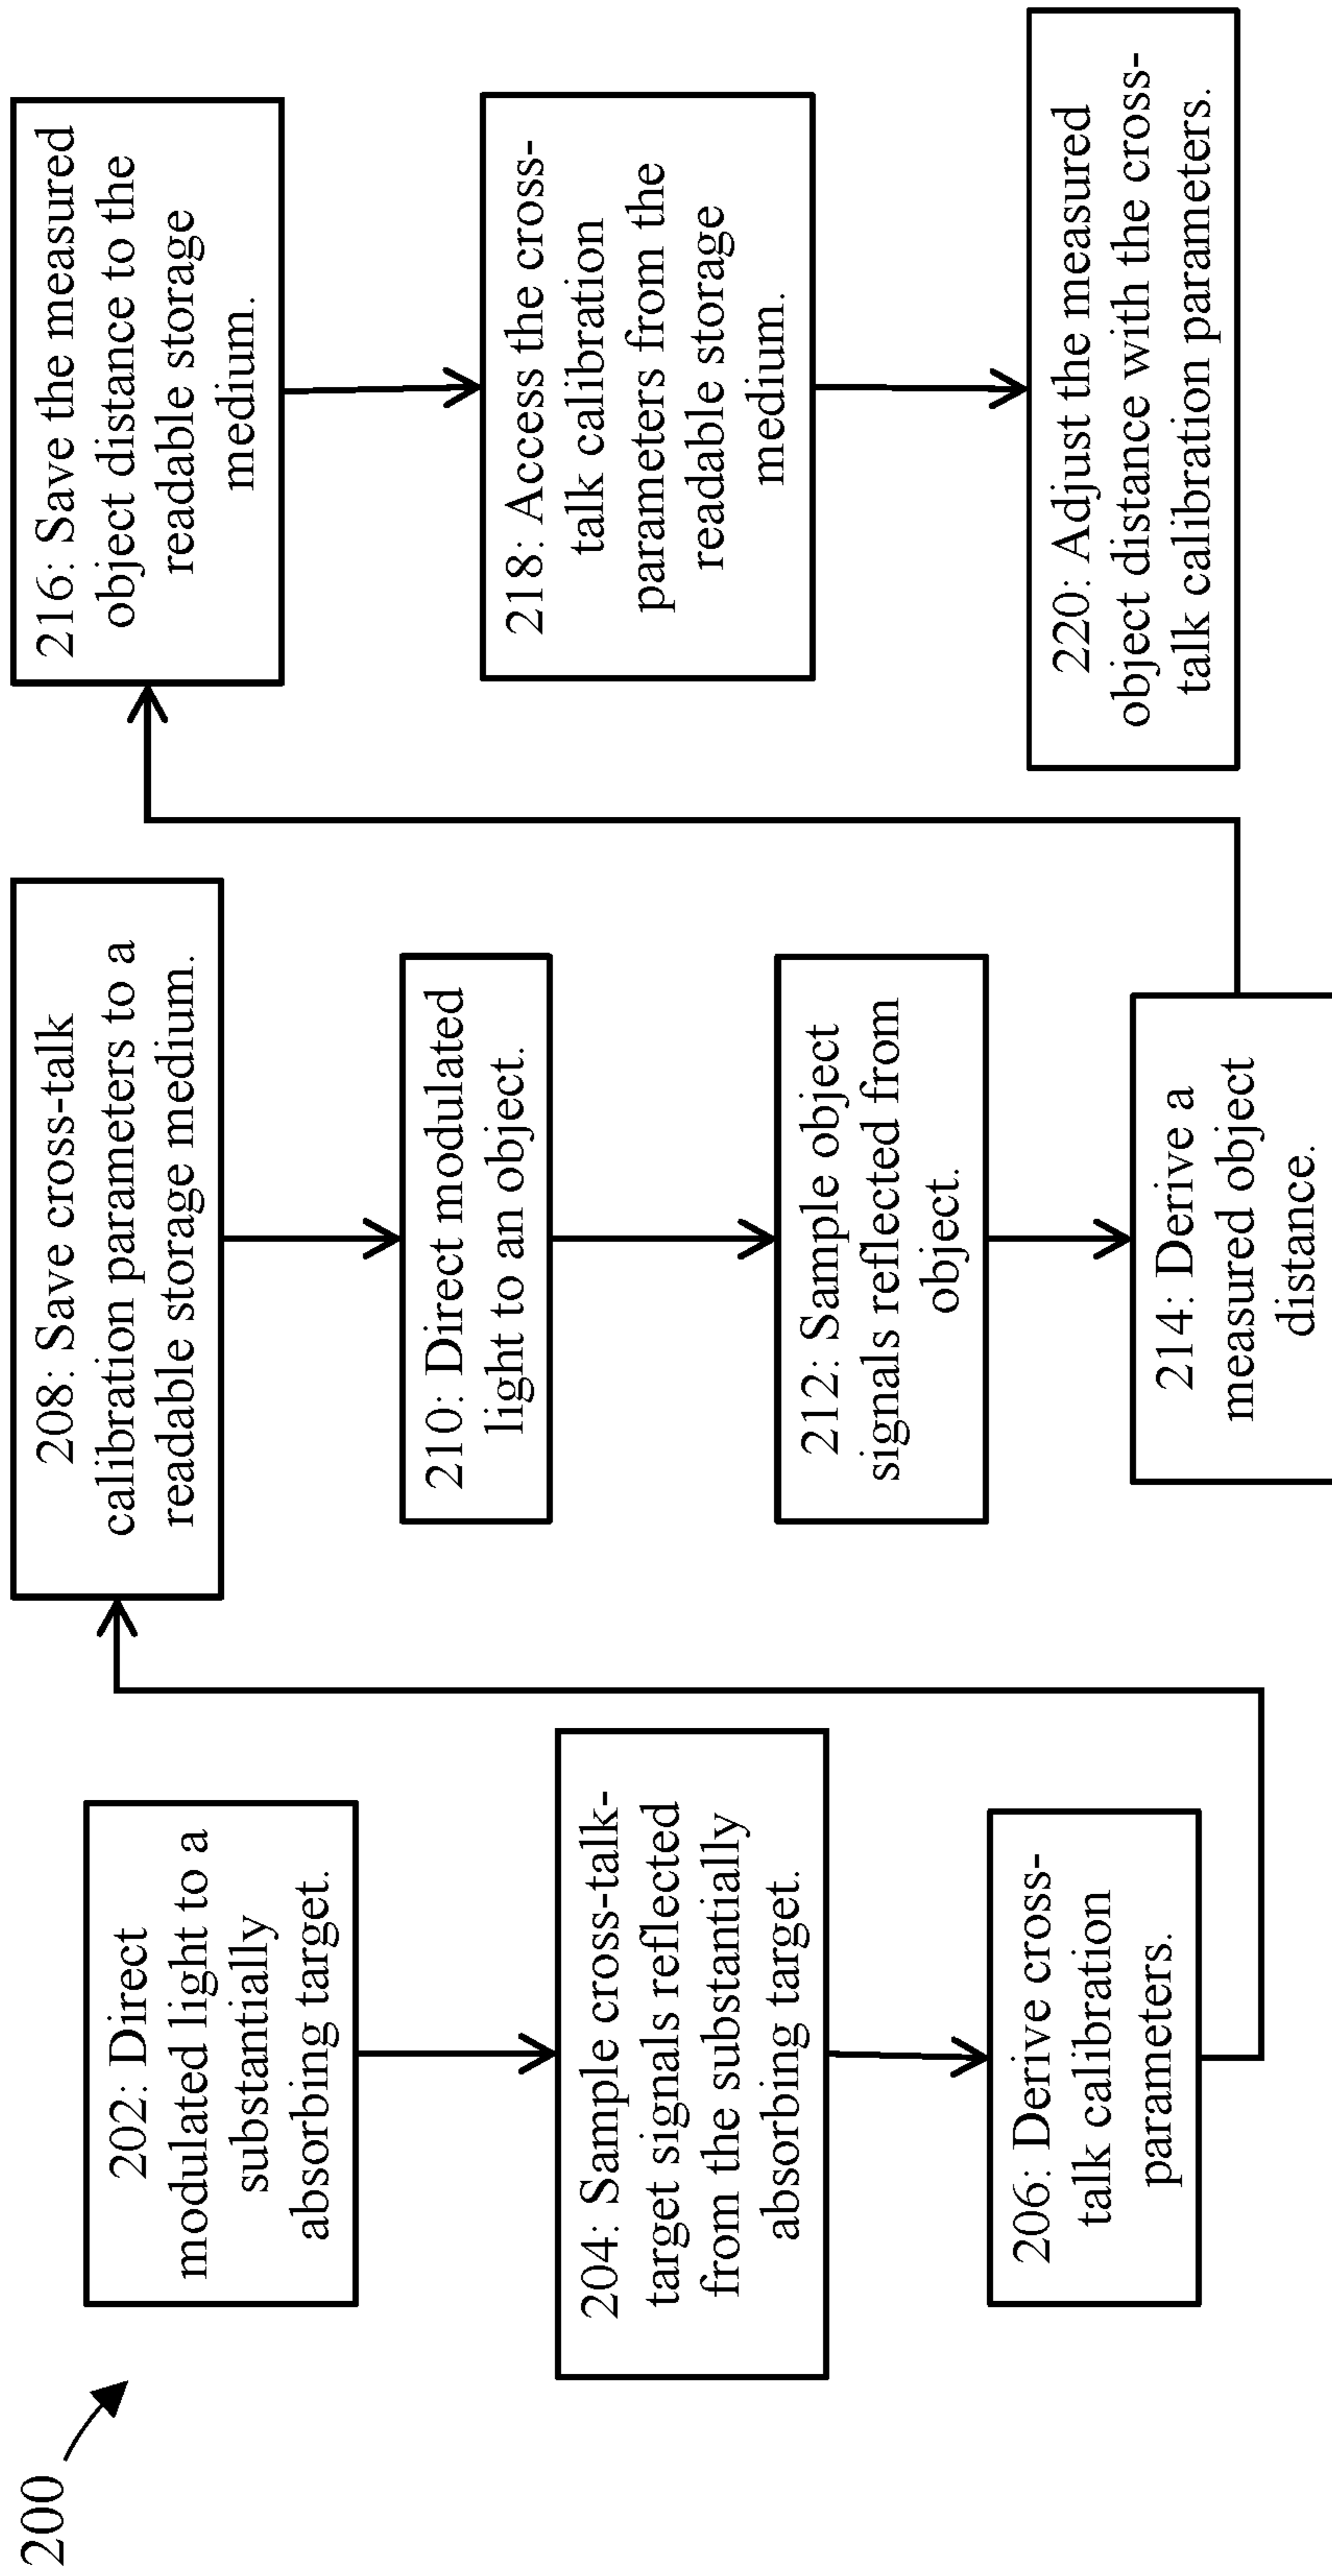 200
202: Direct
modulated light to a
substantially
absorbing target.
204: Sample cross-talk-
target signals reflected
from the substantially
absorbing target.
206: Derive cross-
talk calibration
parameters.
208: Save cross-talk
calibration parameters to a
readable storage medium.
210: Direct modulated
light to an object.
212: Sample object
signals reflected from
object.
214: Derive a
measured object
distance.
216: Save the measured
object distance to the
readable storage
medium.
218: Access the cross-
talk calibration
parameters from the
readable storage
medium.
220: Adjust the measured
object distance with the cross-
talk calibration parameters.